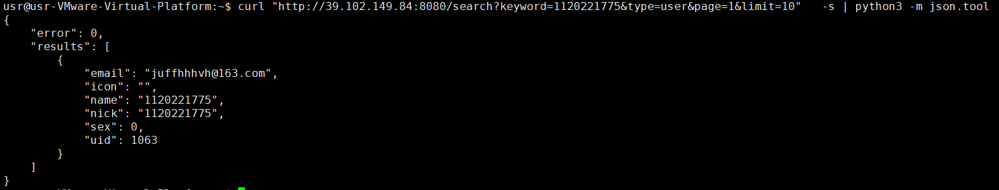 usr@usr-VMware-Virtual-Platform:~$ curl "http://39.102.149.84:8080/search?keyword=1120221775&type=user&page=1&limit=10"   -s | python3 -m json.tool
{
    "error": 0,
    "results": [
        {
            "email": "juffhhhvh@163.com",
            "icon": "",
            "name": "1120221775",
            "nick": "1120221775",
            "sex": 0,
            "uid": 1063
        }
    ]
}